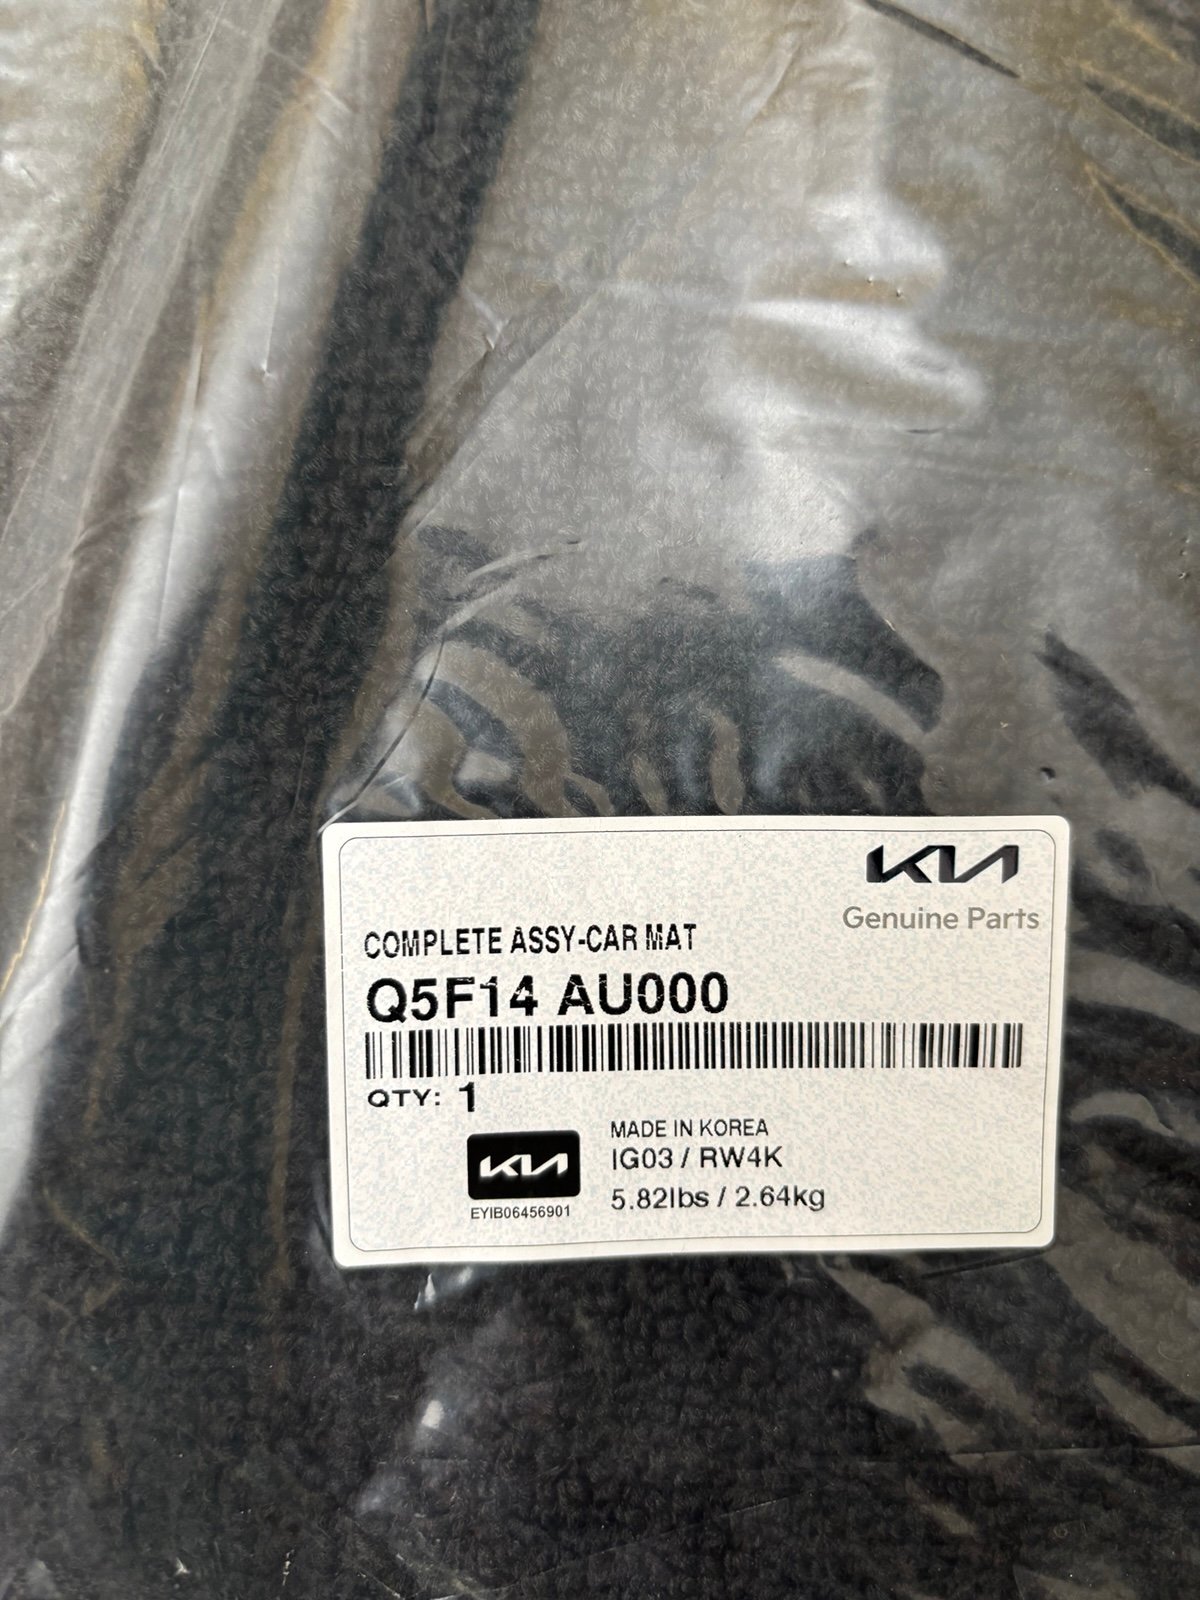 KIA
Genuine Parts
COMPLETE ASSY-CAR MAT
Q5F14 AU000
QTY: 1
MADE IN KOREA
IG03 / RW4K
5.82lbs / 2.64kg
KIA
EYIB06456901